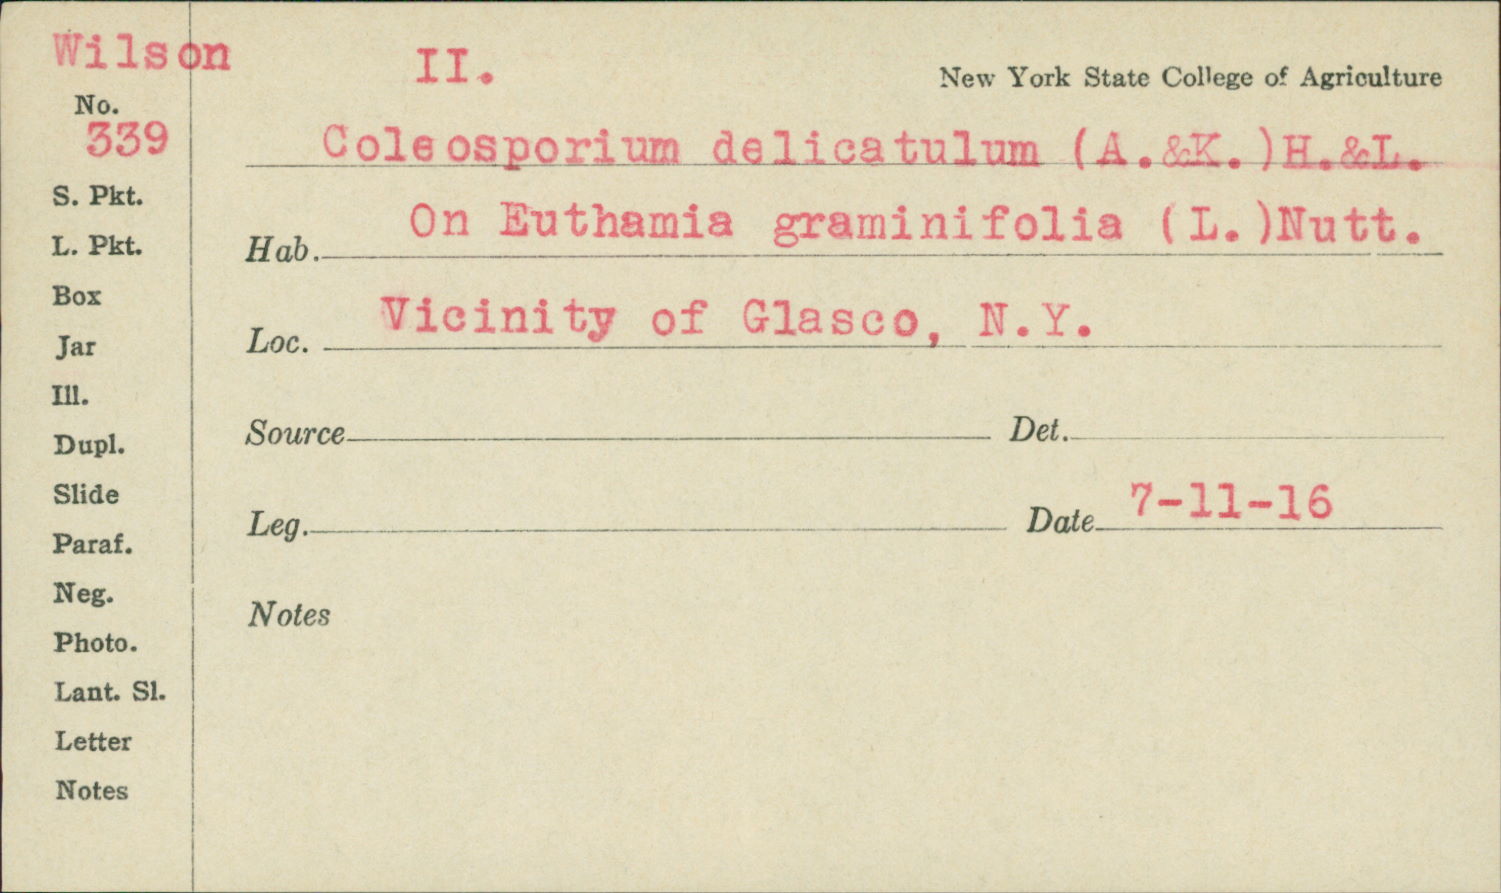 Wilson
II.
New York State College of Agriculture
No.
339
Coleosporium delicatulum (A.&K.)H.&L.
S. Pkt.
L. Pkt.
Hab. On Euthamia graminifolia (L.)Nutt.
Box
Jar
Loc. Vicinity of Glasco, N.Y.
Ill.
Dupl.
Source Det.
Slide
Leg. Date 7-11-16
Paraf.
Neg.
Notes
Photo.
Lant. Sl.
Letter
Notes